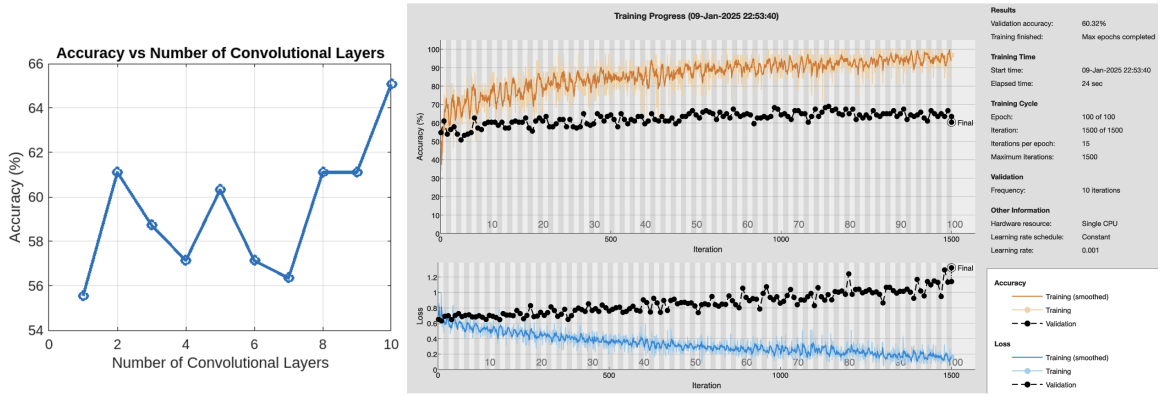 Accuracy vs Number of Convolutional Layers
Accuracy (%)
66
64
62
60
58
56
54
0 2 4 6 8 10
Number of Convolutional Layers
Training Progress (09-Jan-2025 22:53:40)
Accuracy (%)
100
90
80
70
60
50
40
30
20
10
0
Final
10 20 30 40 50 60 70 80 90 100
0 500 1000 1500
Iteration
Loss
1.2
1
0.8
0.6
0.4
0.2
0
Final
10 20 30 40 50 60 70 80 90 100
0 500 1000 1500
Iteration
Results
Validation accuracy: 60.32%
Training finished: Max epochs completed
Training Time
Start time: 09-Jan-2025 22:53:40
Elapsed time: 24 sec
Training Cycle
Epoch: 100 of 100
Iteration: 1500 of 1500
Iterations per epoch: 15
Maximum iterations: 1500
Validation
Frequency: 10 iterations
Other Information
Hardware resource: Single CPU
Learning rate schedule: Constant
Learning rate: 0.001
Accuracy
Training (smoothed)
Training
Validation
Loss
Training (smoothed)
Training
Validation